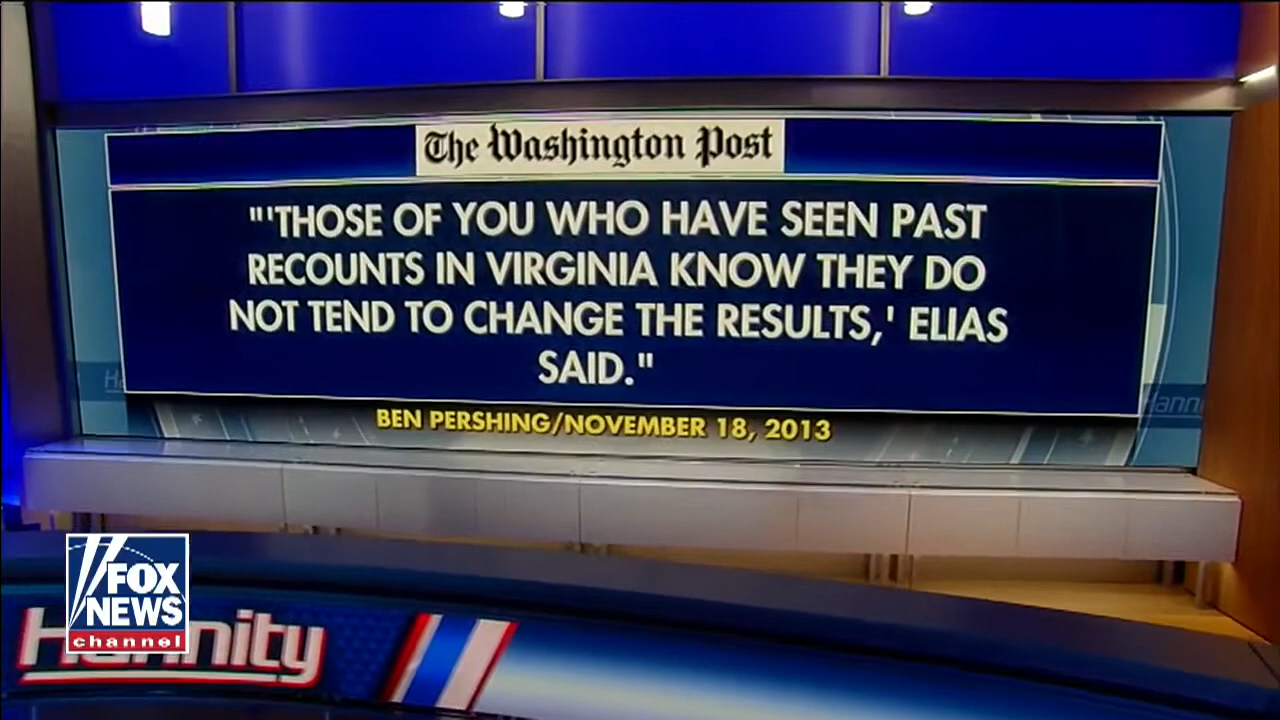 The Washington Post
"'THOSE OF YOU WHO HAVE SEEN PAST
RECOUNTS IN VIRGINIA KNOW THEY DO
NOT TEND TO CHANGE THE RESULTS,' ELIAS
SAID."
BEN PERSHING/NOVEMBER 18, 2013
FOX
NEWS
channel
Hannity